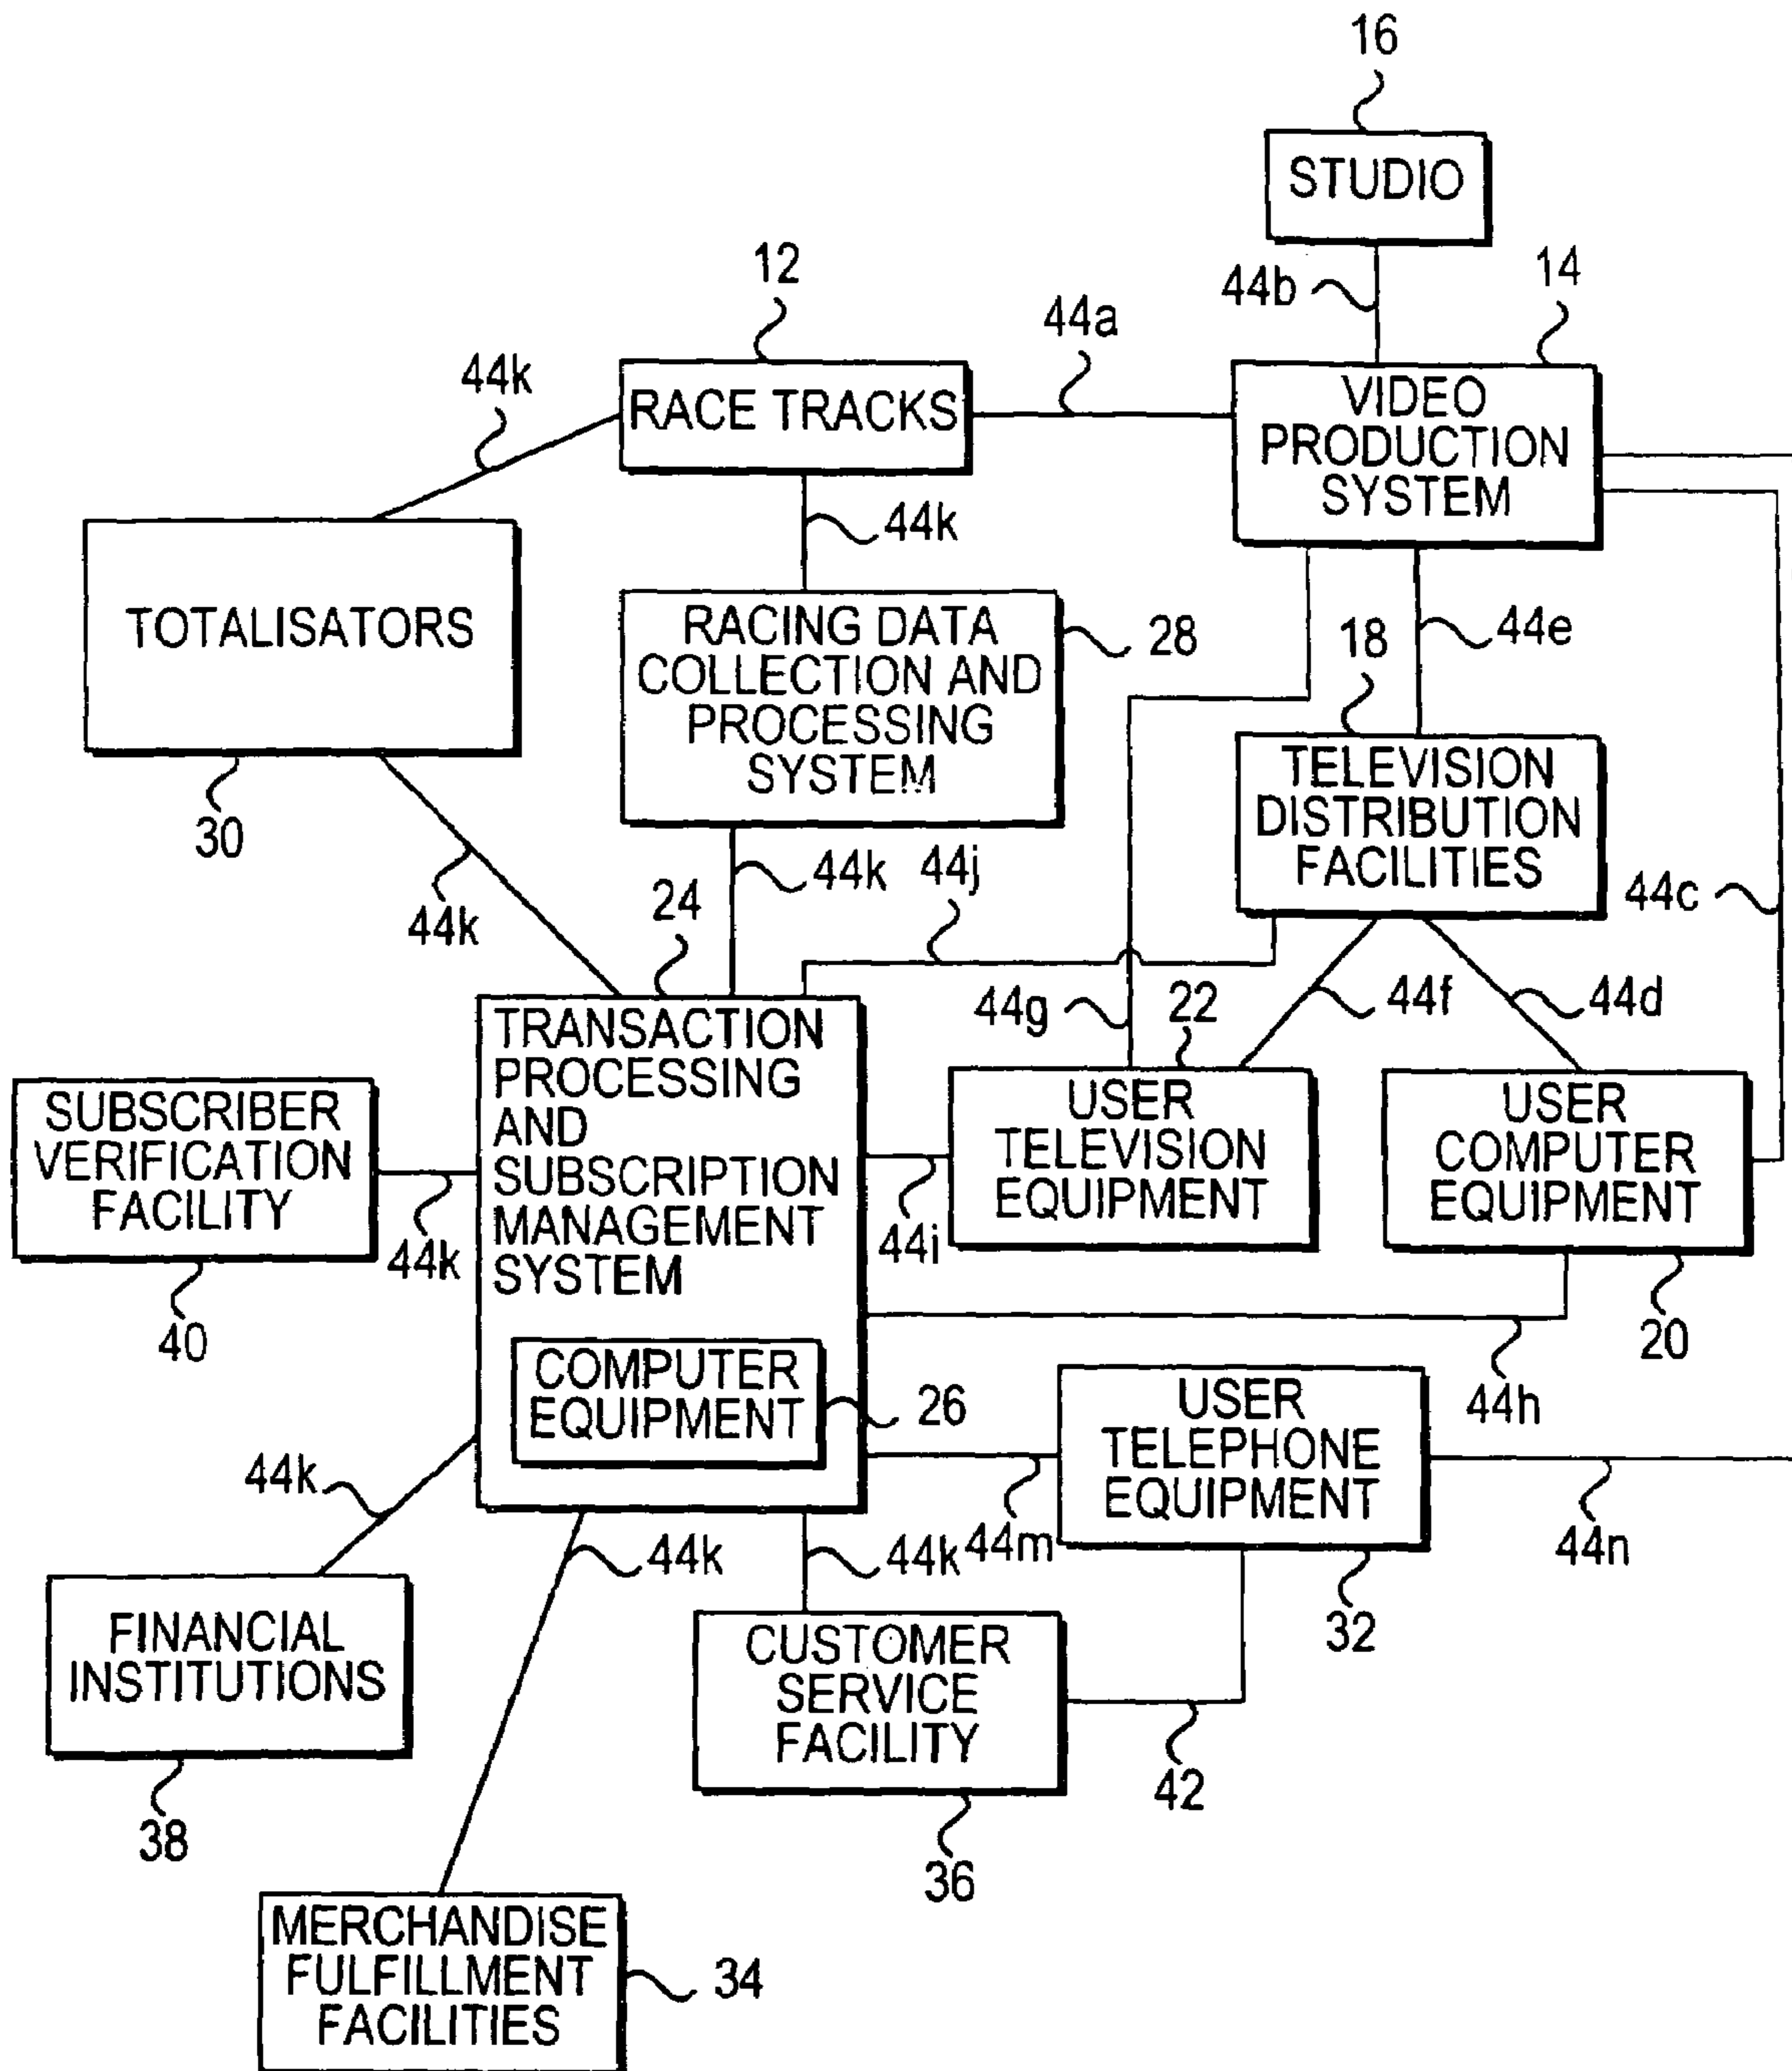 16
STUDIO
12
44b
14
44a
44k
RACE TRACKS
VIDEO
PRODUCTION
SYSTEM
44k
TOTALISATORS
RACING DATA
COLLECTION AND
PROCESSING
SYSTEM
28
18
44e
30
TELEVISION
DISTRIBUTION
FACILITIES
44k
24
44k
44j
44c
44g
22
44f
44d
TRANSACTION
PROCESSING
AND
SUBSCRIPTION
MANAGEMENT
SYSTEM
SUBSCRIBER
VERIFICATION
FACILITY
USER
TELEVISION
EQUIPMENT
USER
COMPUTER
EQUIPMENT
44k
44i
40
20
COMPUTER
EQUIPMENT
26
USER
TELEPHONE
EQUIPMENT
44h
44k
44k
44k
44m
44n
32
FINANCIAL
INSTITUTIONS
CUSTOMER
SERVICE
FACILITY
42
38
36
MERCHANDISE
FULFILLMENT
FACILITIES
34